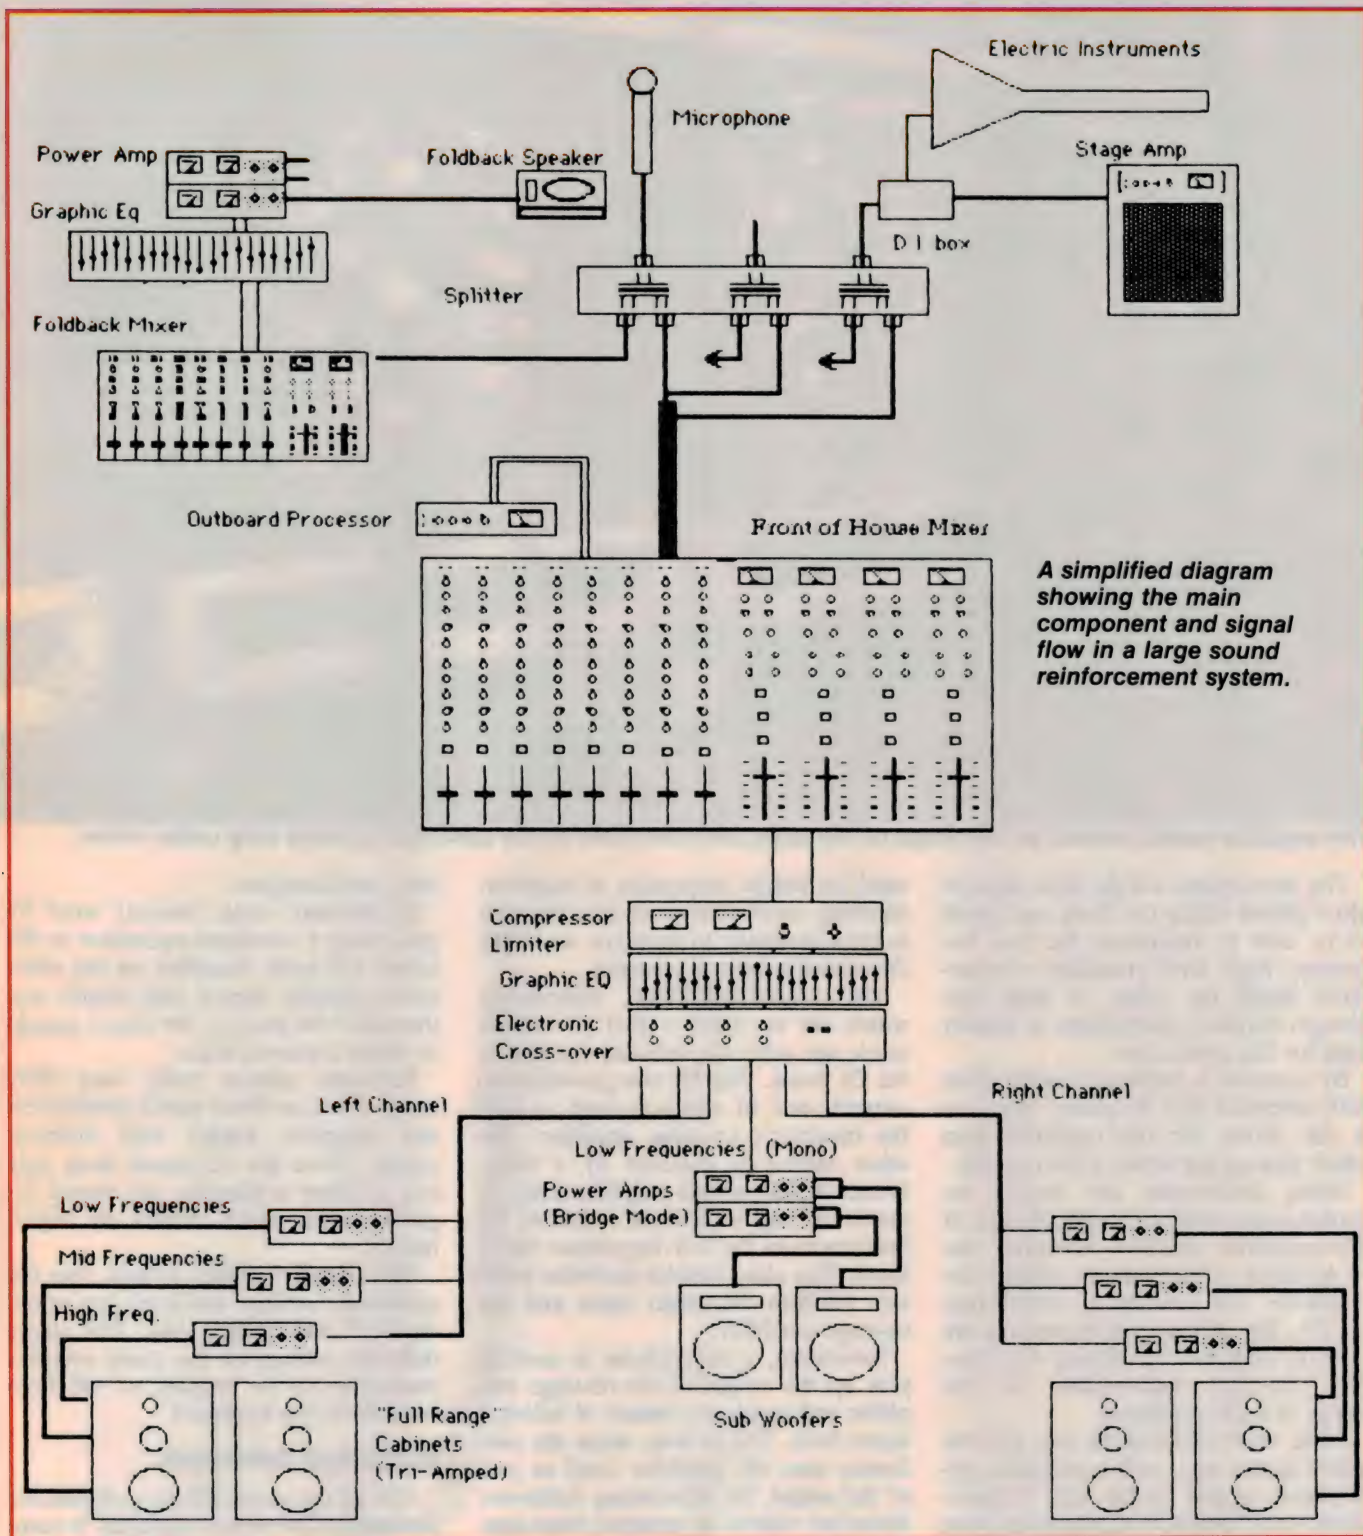 Electric Instruments
Microphone
Power Amp
Foldback Speaker
Stage Amp
Graphic Eq
D I box
Splitter
Foldback Mixer
Outboard Processor
Front of House Mixer
A simplified diagram
showing the main
component and signal
flow in a large sound
reinforcement system.
Compressor
Limiter
Graphic EQ
Electronic
Cross-over
Left Channel
Right Channel
Low Frequencies (Mono)
Power Amps
(Bridge Mode)
Low Frequencies
Mid Frequencies
High Freq.
"Full Range"
Cabinets
(Tri-Amped)
Sub Woofers